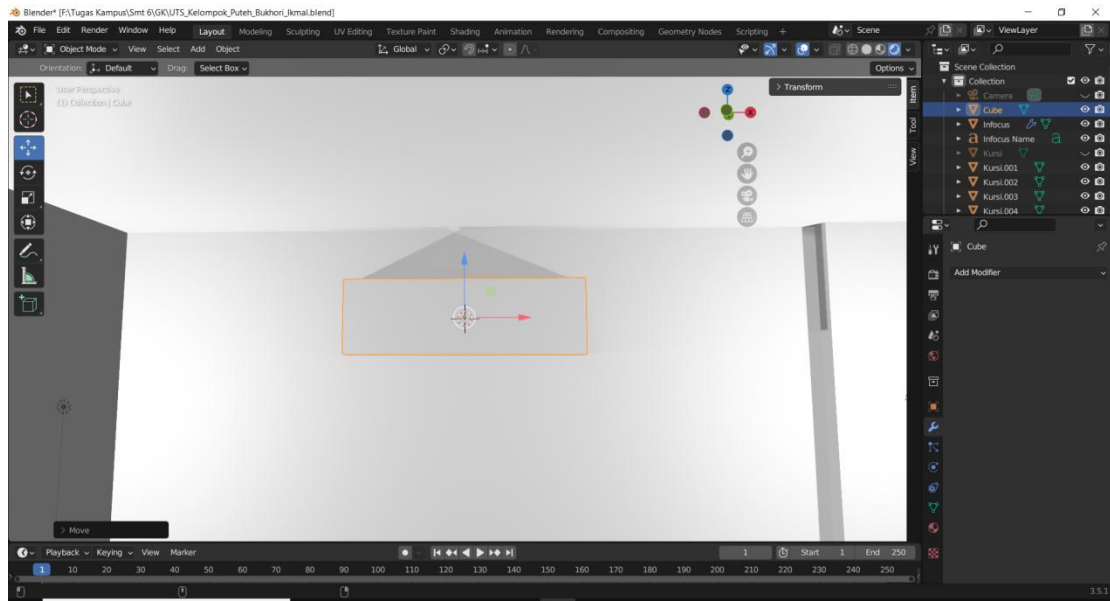 Blender* [F:\Tugas Kampus\Smt 6\GK\UTS_Kelompok_Puteh_Bukhori_Ikmal.blend]
File Edit Render Window Help Layout Modeling Sculpting UV Editing Texture Paint Shading Animation Rendering Compositing Geometry Nodes Scripting + Scene ViewLayer
Object Mode View Select Add Object Global
Orientation: Default Drag: Select Box Options
User Perspective
(1) Collection | Cube
Z
X
Transform
Item
Tool
View
Scene Collection
Collection
Camera
Cube
Infocus
Infocus Name
Kursi
Kursi.001
Kursi.002
Kursi.003
Kursi.004
Cube
Add Modifier
Move
Playback Keying View Marker 1 Start 1 End 250
1 10 20 30 40 50 60 70 80 90 100 110 120 130 140 150 160 170 180 190 200 210 220 230 240 250
3.5.1